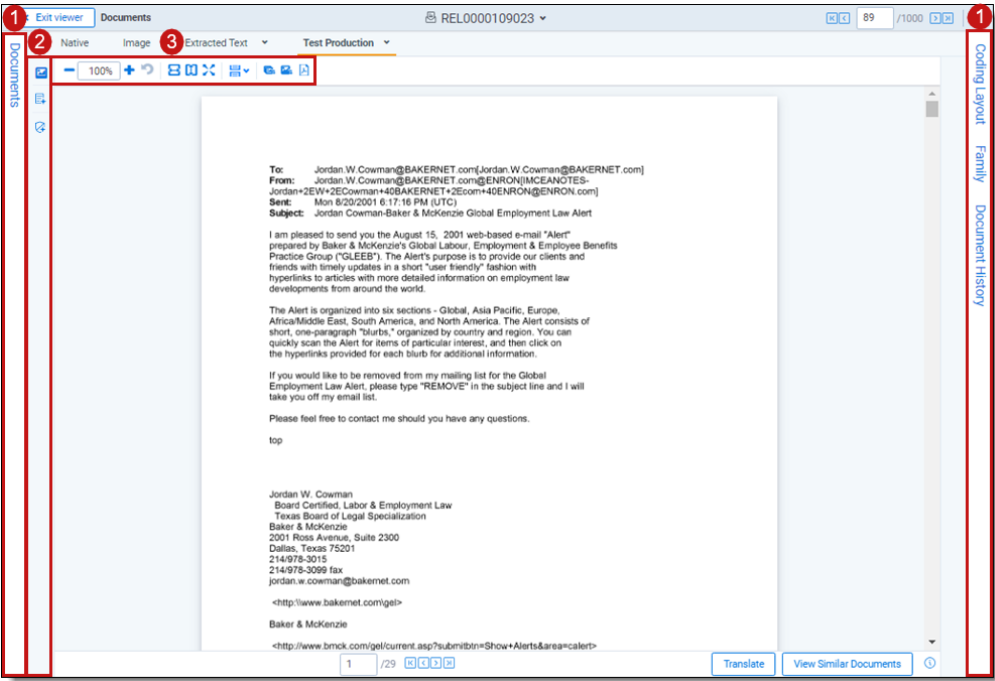 1 Exit viewer Documents REL0000109023 89 /1000 1
2 Native Image 3 Extracted Text Test Production
Documents
100%
Coding Layout
Family
Document History
To: Jordan.W.Cowman@BAKERNET.com[Jordan.W.Cowman@BAKERNET.com]
From: Jordan.W.Cowman@BAKERNET.com@ENRON[IMCEANOTES-
Jordan+2EW+2ECowman+40BAKERNET+2Ecom+40ENRON@ENRON.com]
Sent: Mon 8/20/2001 6:17:16 PM (UTC)
Subject: Jordan Cowman-Baker & McKenzie Global Employment Law Alert
I am pleased to send you the August 15, 2001 web-based e-mail "Alert"
prepared by Baker & McKenzie's Global Labour, Employment & Employee Benefits
Practice Group ("GLEEB"). The Alert's purpose is to provide our clients and
friends with timely updates in a short "user friendly" fashion with
hyperlinks to articles with more detailed information on employment law
developments from around the world.
The Alert is organized into six sections - Global, Asia Pacific, Europe,
Africa/Middle East, South America, and North America. The Alert consists of
short, one-paragraph "blurbs," organized by country and region. You can
quickly scan the Alert for items of particular interest, and then click on
the hyperlinks provided for each blurb for additional information.
If you would like to be removed from my mailing list for the Global
Employment Law Alert, please type "REMOVE" in the subject line and I will
take you off my email list.
Please feel free to contact me should you have any questions.
top
Jordan W. Cowman
Board Certified, Labor & Employment Law
Texas Board of Legal Specialization
Baker & McKenzie
2001 Ross Avenue, Suite 2300
Dallas, Texas 75201
214/978-3015
214/978-3099 fax
jordan.w.cowman@bakernet.com
<http:\\www.bakernet.com\gel>
Baker & McKenzie
<http://www.bmck.com/gel/current.asp?submitbtn=Show+Alerts&area=calert>
1 /29 Translate View Similar Documents